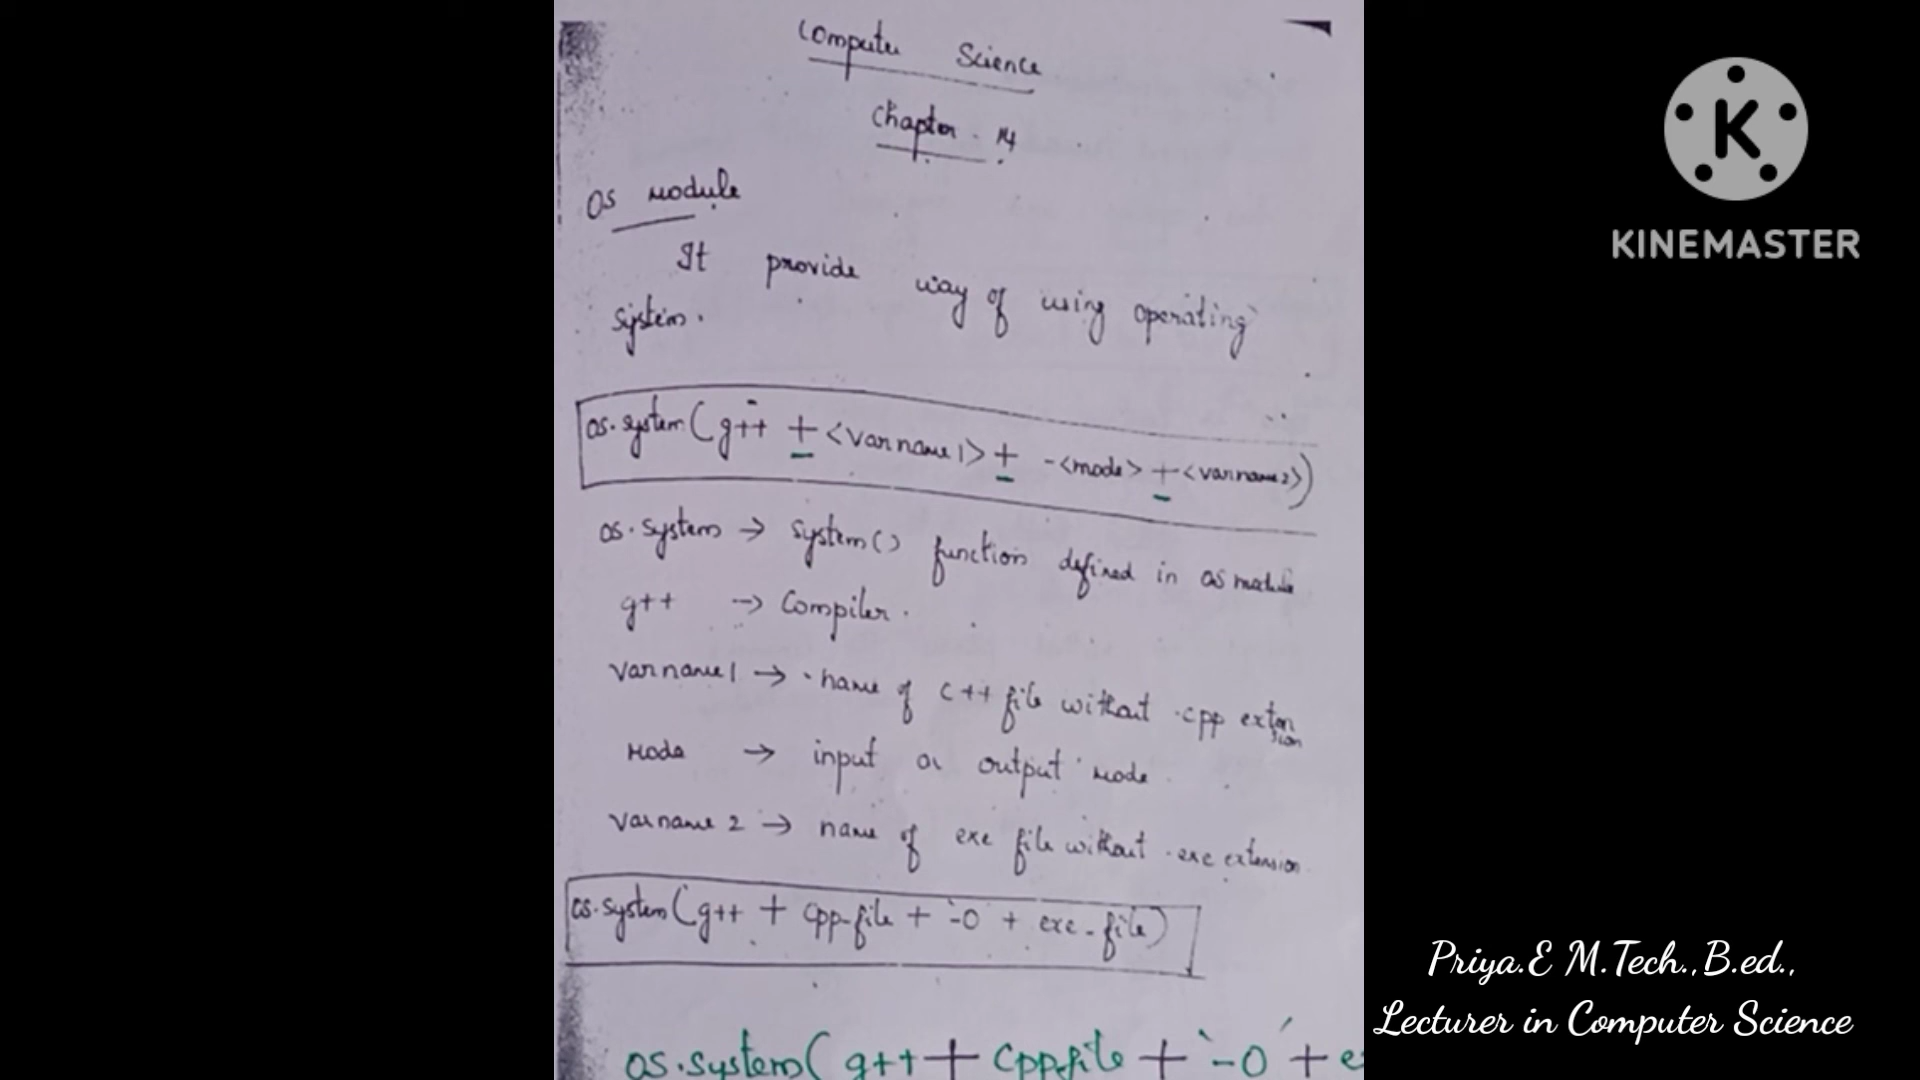 Computer Science
Chapter - 14
OS module
It provide way of using operating
system.
os.system(g++ + <varname1> + -<mode> + <varname2>)
os.system → system() function defined in os module
g++ → Compiler.
varname1 → name of c++ file without .cpp extension
Mode → input or output mode
varname 2 → name of exe file without .exe extension
os.system(g++ + cpp-file + '-o' + exe-file)
os.system( g++ + cpp-file + '-o' + e
K
KINEMASTER
Priya.E M.Tech.,B.ed.,
Lecturer in Computer Science